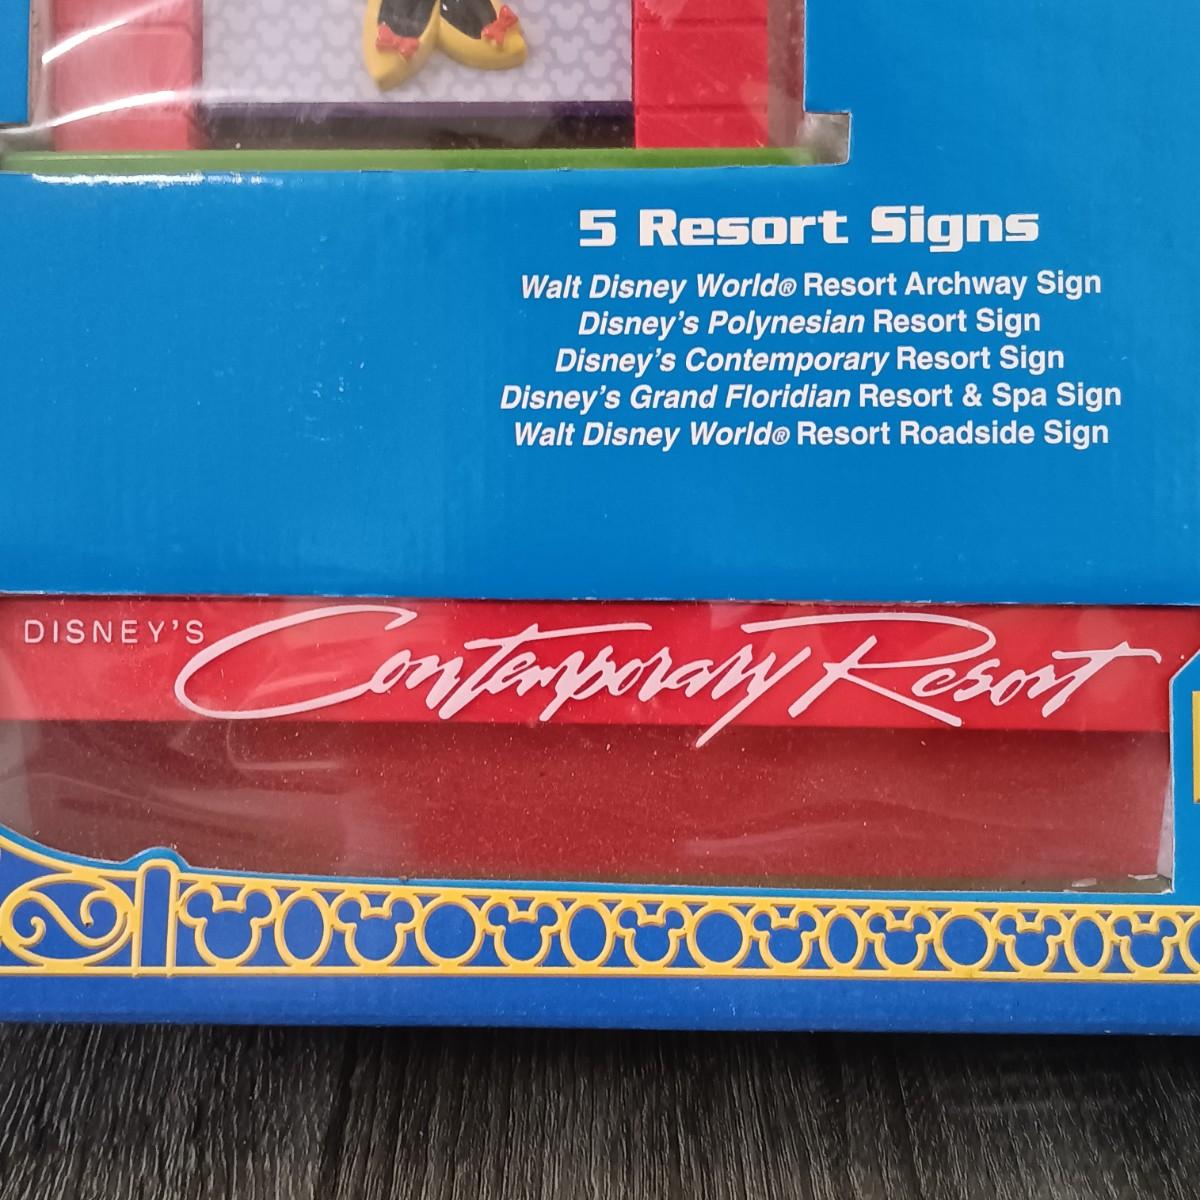 5 Resort Signs
Walt Disney World® Resort Archway Sign
Disney's Polynesian Resort Sign
Disney's Contemporary Resort Sign
Disney's Grand Floridian Resort & Spa Sign
Walt Disney World® Resort Roadside Sign
DISNEY'S Contemporary Resort